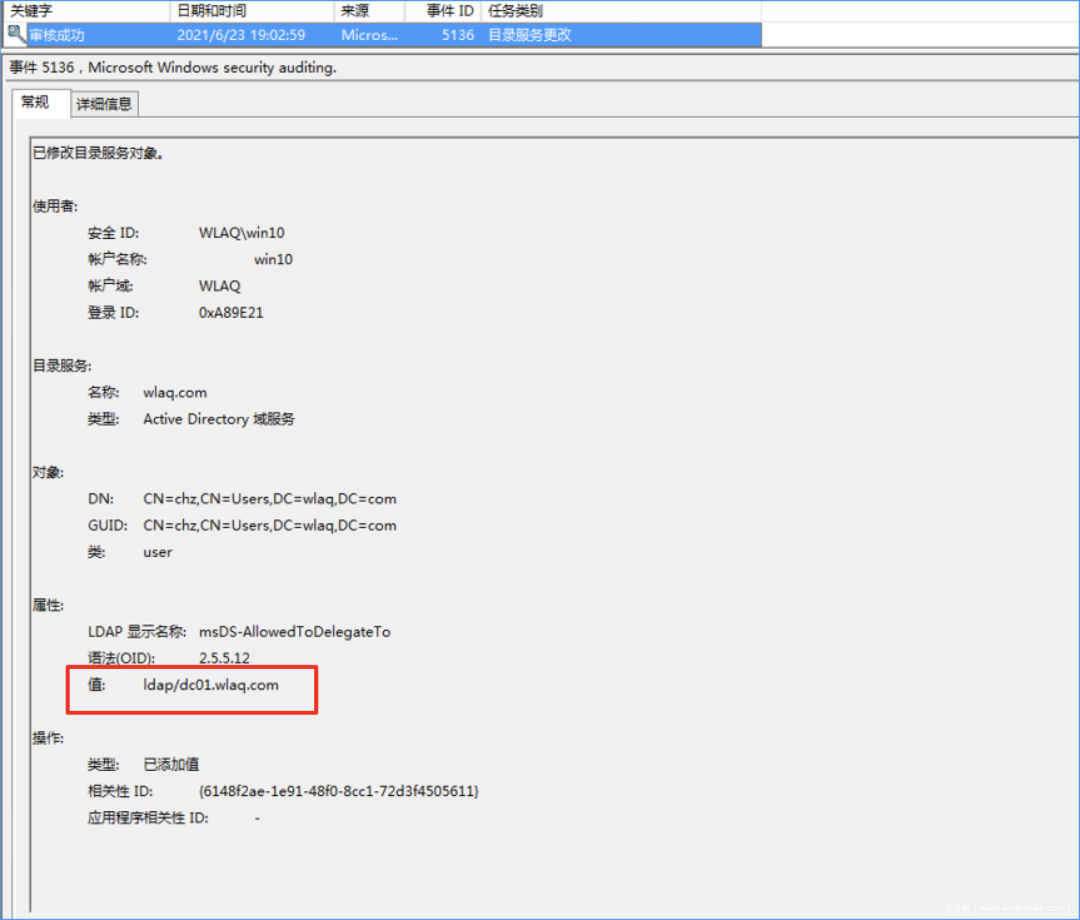 关键字 日期和时间 来源 事件 ID 任务类别
审核成功 2021/6/23 19:02:59 Micros... 5136 目录服务更改
事件 5136，Microsoft Windows security auditing.
常规 详细信息
已修改目录服务对象。
使用者:
安全 ID: WLAQ\win10
帐户名称: win10
帐户域: WLAQ
登录 ID: 0xA89E21
目录服务:
名称: wlaq.com
类型: Active Directory 域服务
对象:
DN: CN=chz,CN=Users,DC=wlaq,DC=com
GUID: CN=chz,CN=Users,DC=wlaq,DC=com
类: user
属性:
LDAP 显示名称: msDS-AllowedToDelegateTo
语法(OID): 2.5.5.12
值: ldap/dc01.wlaq.com
操作:
类型: 已添加值
相关性 ID: {6148f2ae-1e91-48f0-8cc1-72d3f4505611}
应用程序相关性 ID: -